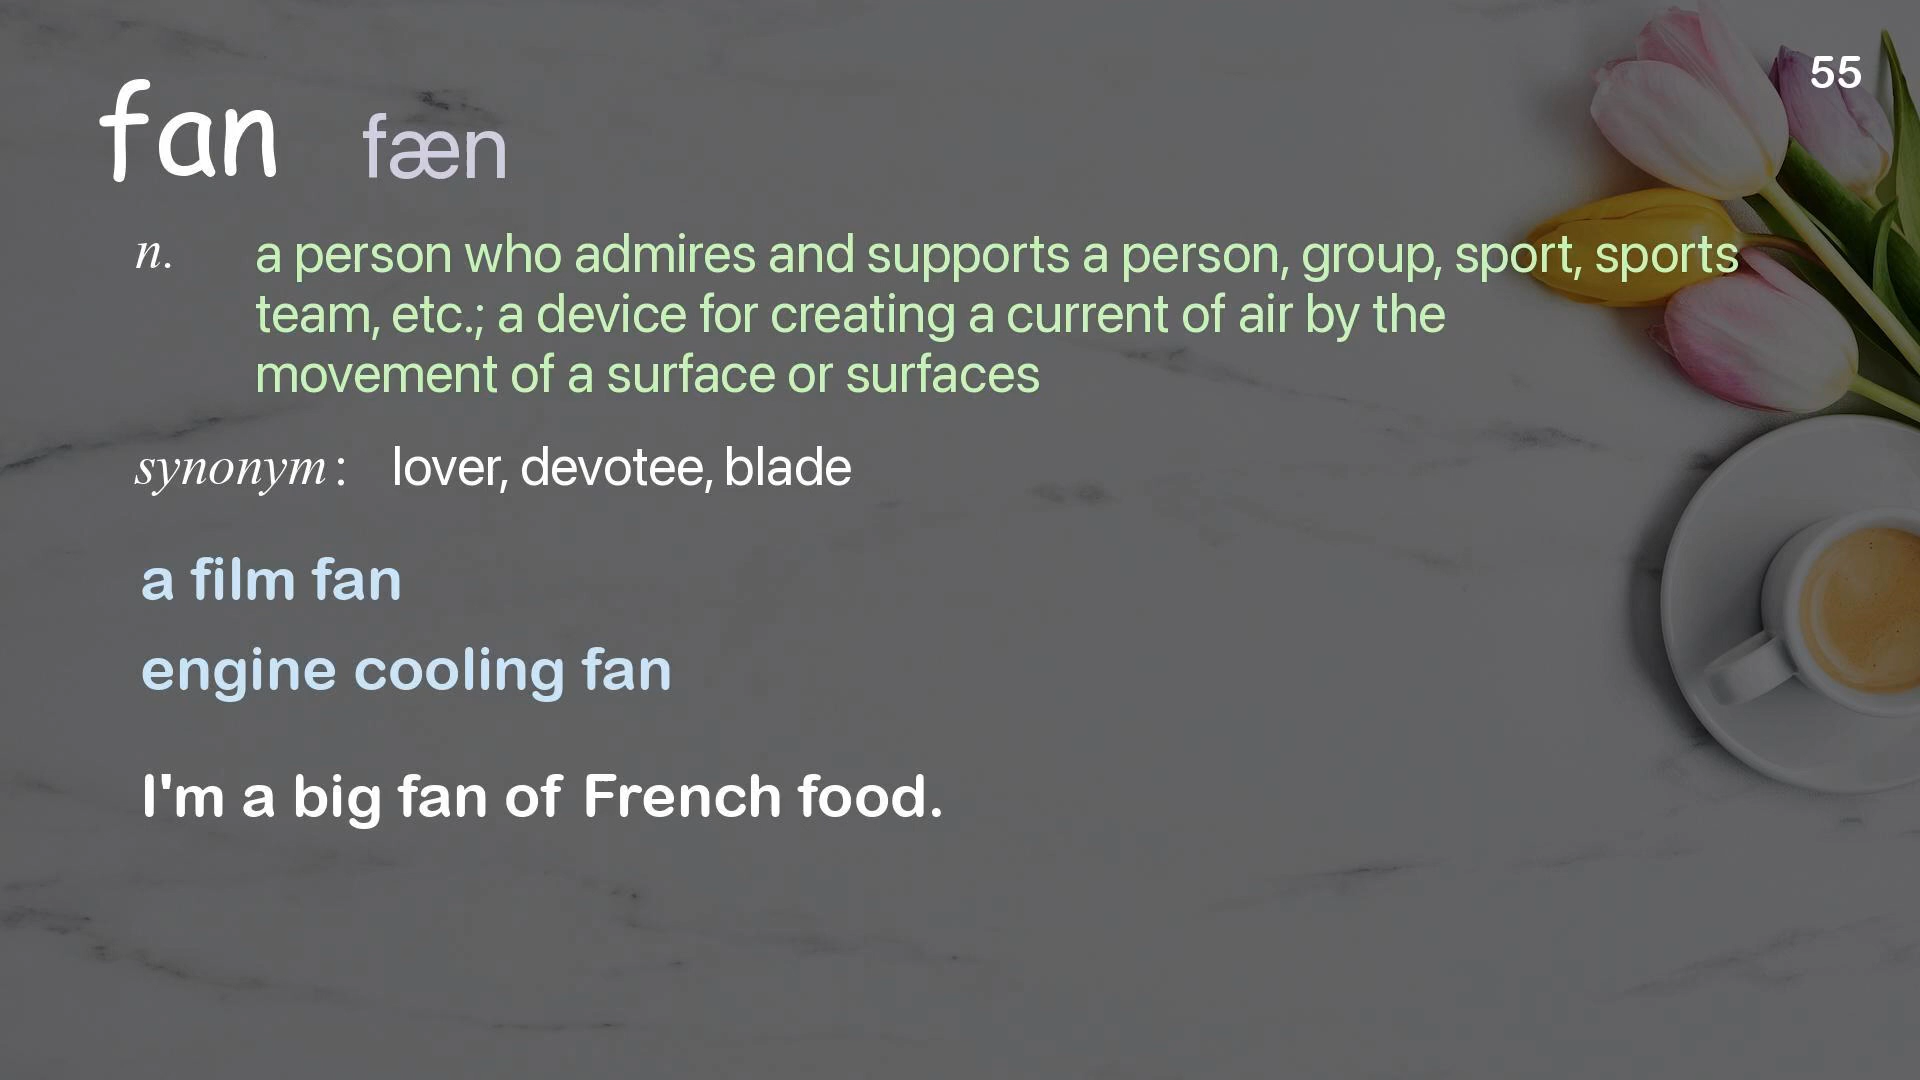 55
fan fæn
n. a person who admires and supports a person, group, sport, sports
team, etc.; a device for creating a current of air by the
movement of a surface or surfaces
synonym: lover, devotee, blade
a film fan
engine cooling fan
I'm a big fan of French food.